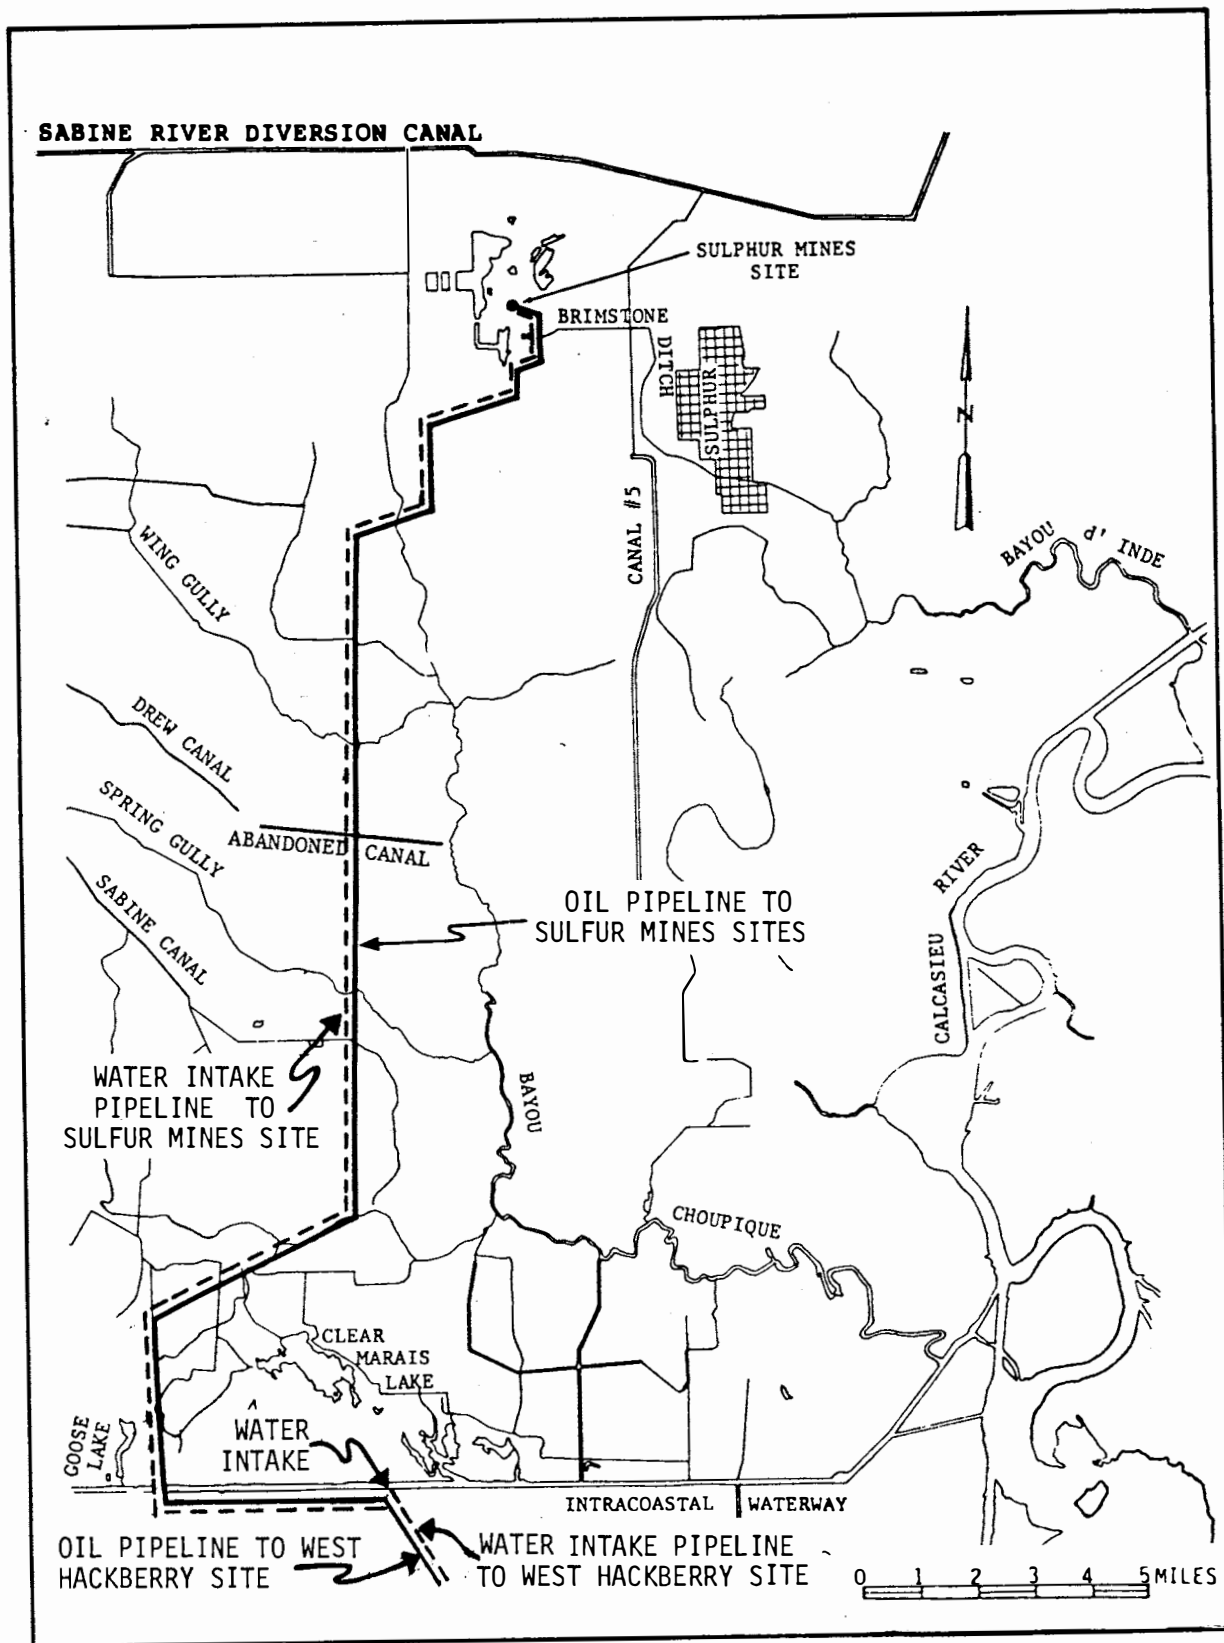 SABINE RIVER DIVERSION CANAL
SULPHUR MINES
SITE
BRIMSTONE
DITCH
SULPHUR
N
CANAL #5
BAYOU d' INDE
WING GULLY
DREW CANAL
SPRING GULLY
ABANDONED CANAL
SABINE CANAL
OIL PIPELINE TO
SULFUR MINES SITES
RIVER
CALCASIEU
WATER INTAKE
PIPELINE TO
SULFUR MINES SITE
BAYOU
CHOUPIQUE
CLEAR
MARAIS
LAKE
GOOSE
LAKE
WATER
INTAKE
INTRACOASTAL WATERWAY
OIL PIPELINE TO WEST
HACKBERRY SITE
WATER INTAKE PIPELINE
TO WEST HACKBERRY SITE
0 1 2 3 4 5 MILES